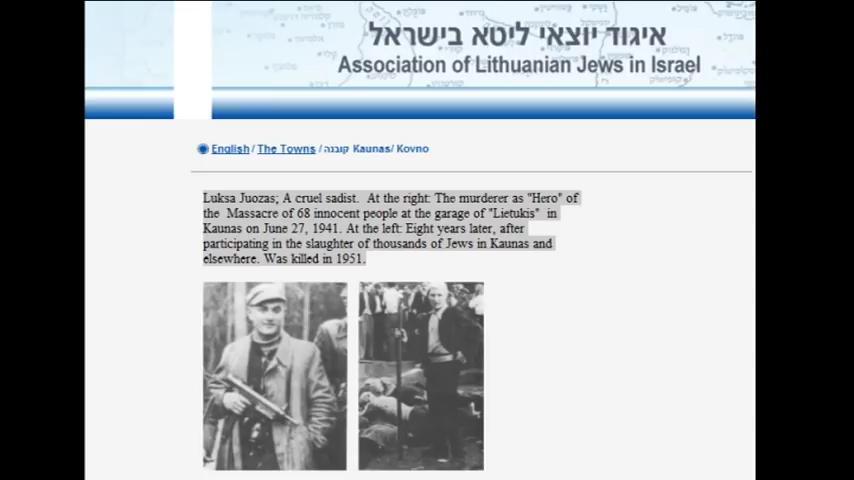 איגוד יוצאי ליטא בישראל
Association of Lithuanian Jews in Israel
English / The Towns / קובנה Kaunas/ Kovno
Luksa Juozas; A cruel sadist. At the right: The murderer as "Hero" of
the Massacre of 68 innocent people at the garage of "Lietukis" in
Kaunas on June 27, 1941. At the left: Eight years later, after
participating in the slaughter of thousands of Jews in Kaunas and
elsewhere. Was killed in 1951.